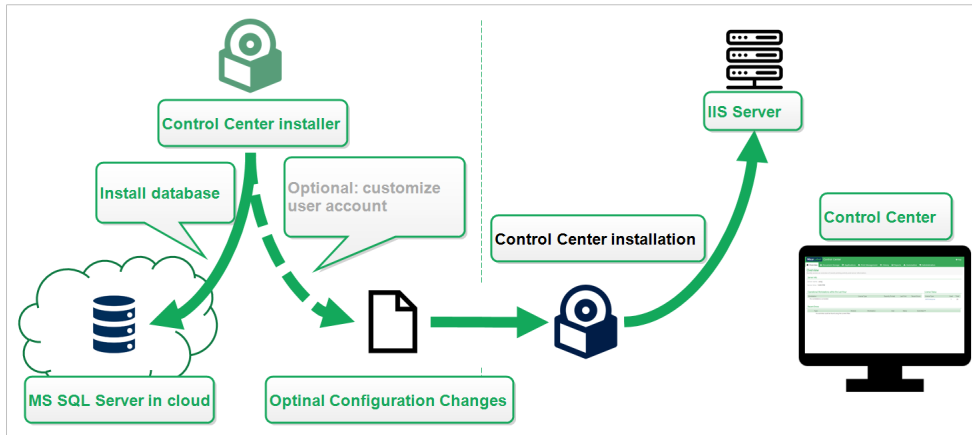 Control Center installer
IIS Server
Install database
Optional: customize
user account
Control Center installation
Control Center
MS SQL Server in cloud
Optinal Configuration Changes